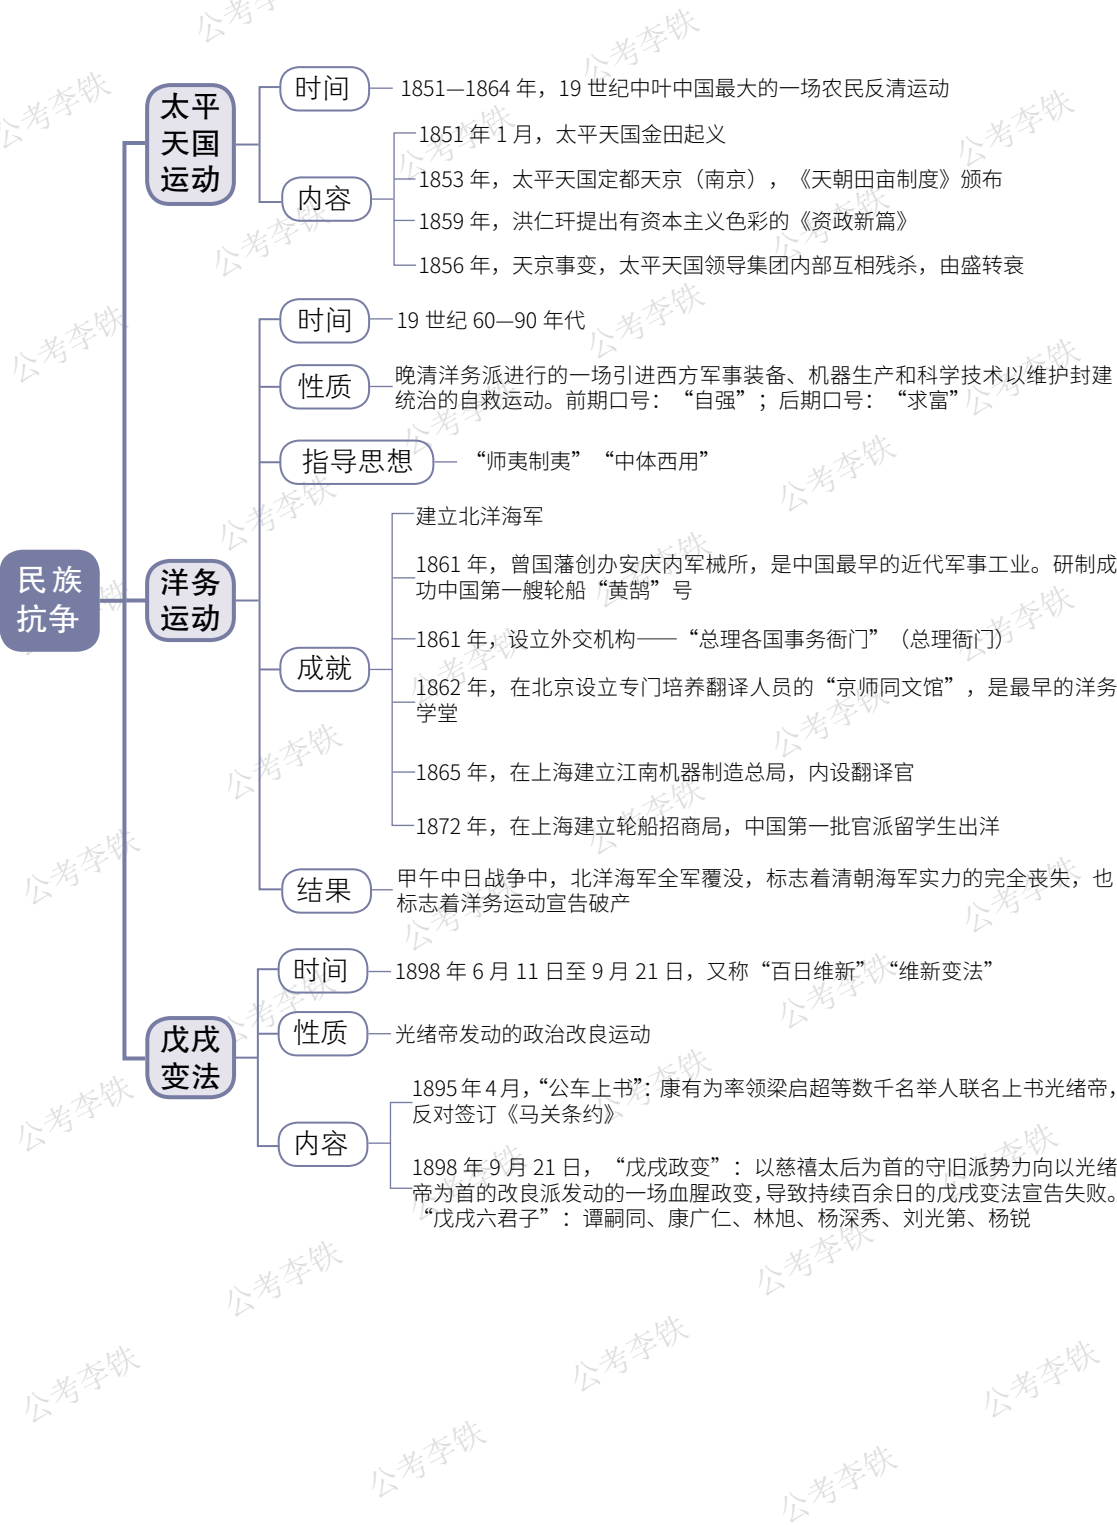 民族
抗争
太平
天国
运动
时间
1851—1864 年，19 世纪中叶中国最大的一场农民反清运动
内容
1851 年 1 月，太平天国金田起义
1853 年，太平天国定都天京（南京），《天朝田亩制度》颁布
1859 年，洪仁玕提出有资本主义色彩的《资政新篇》
1856 年，天京事变，太平天国领导集团内部互相残杀，由盛转衰
洋务
运动
时间
19 世纪 60—90 年代
性质
晚清洋务派进行的一场引进西方军事装备、机器生产和科学技术以维护封建
统治的自救运动。前期口号：“自强”；后期口号：“求富”
指导思想
“师夷制夷”“中体西用”
成就
建立北洋海军
1861 年，曾国藩创办安庆内军械所，是中国最早的近代军事工业。研制成
功中国第一艘轮船“黄鹄”号
1861 年，设立外交机构——“总理各国事务衙门”（总理衙门）
1862 年，在北京设立专门培养翻译人员的“京师同文馆”，是最早的洋务
学堂
1865 年，在上海建立江南机器制造总局，内设翻译官
1872 年，在上海建立轮船招商局，中国第一批官派留学生出洋
结果
甲午中日战争中，北洋海军全军覆没，标志着清朝海军实力的完全丧失，也
标志着洋务运动宣告破产
戊戌
变法
时间
1898 年 6 月 11 日至 9 月 21 日，又称“百日维新”“维新变法”
性质
光绪帝发动的政治改良运动
内容
1895 年 4 月，“公车上书”：康有为率领梁启超等数千名举人联名上书光绪帝，
反对签订《马关条约》
1898 年 9 月 21 日，“戊戌政变”：以慈禧太后为首的守旧派势力向以光绪
帝为首的改良派发动的一场血腥政变，导致持续百余日的戊戌变法宣告失败。
“戊戌六君子”：谭嗣同、康广仁、林旭、杨深秀、刘光第、杨锐
公考李铁